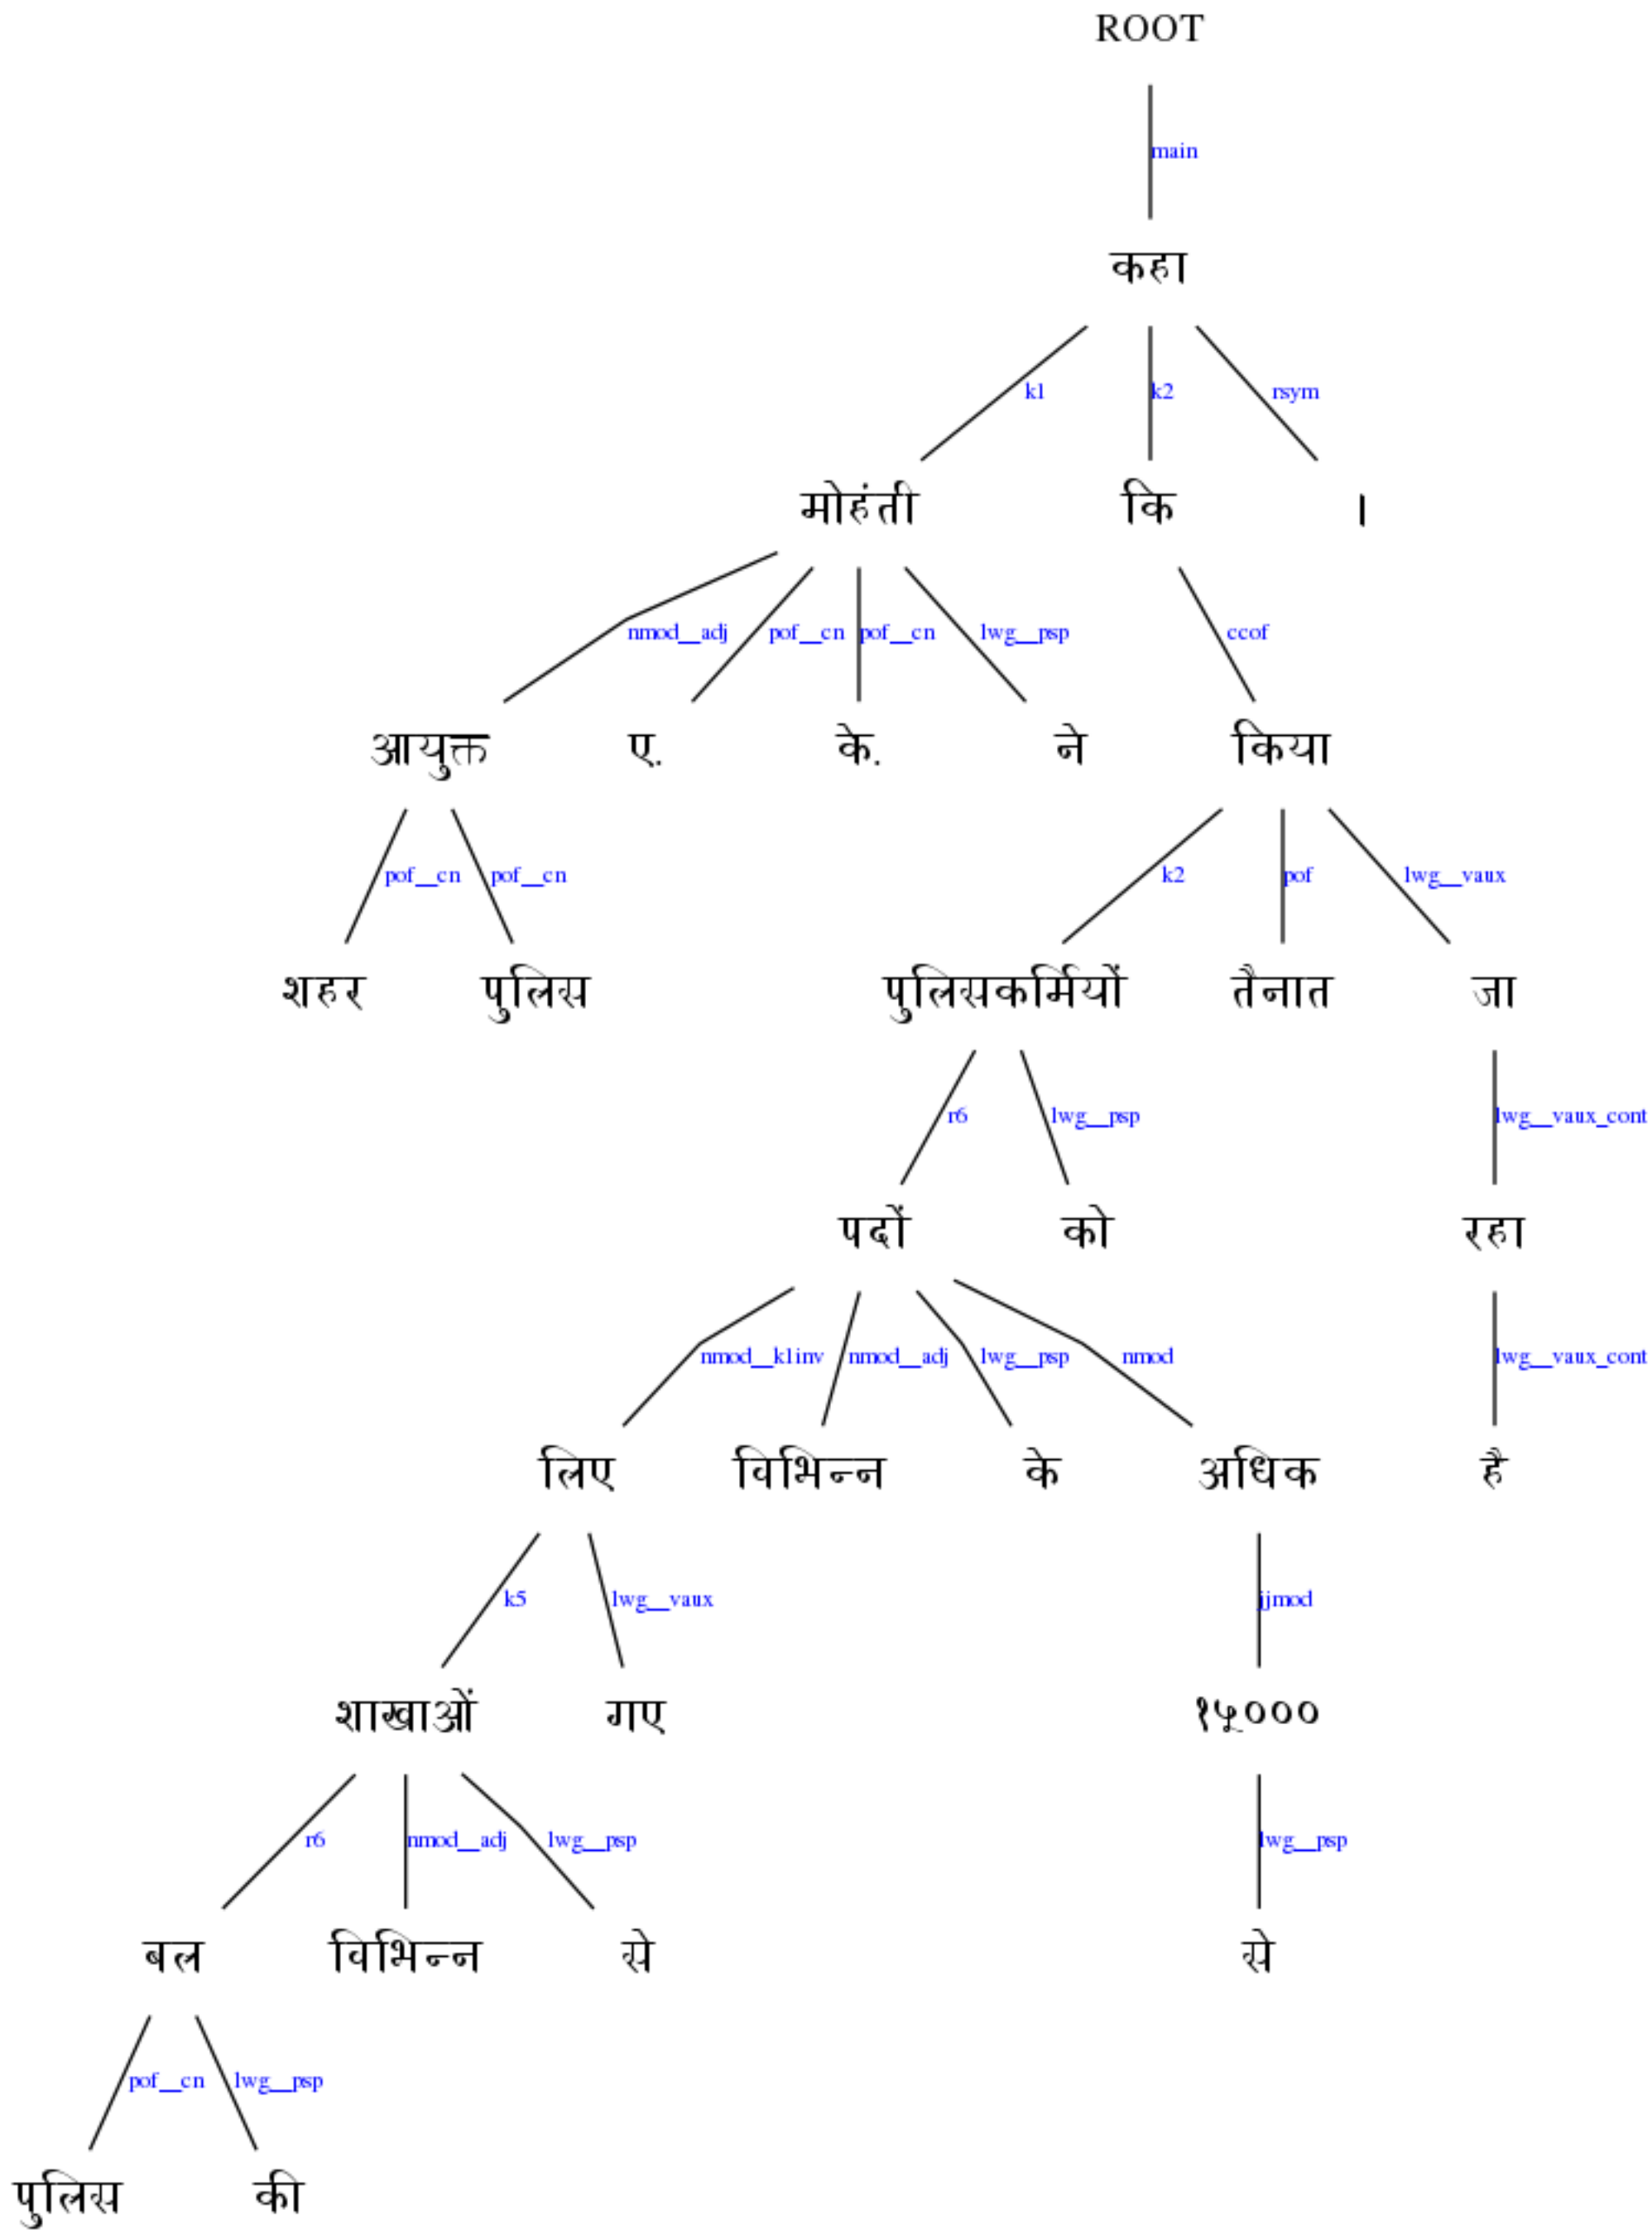 ROOT
main
कहा
k1 k2 rsym
मोहंती कि ।
nmod__adj pof__cn pof__cn lwg__psp ccof
आयुक्त ए. के. ने किया
pof__cn pof__cn k2 pof lwg__vaux
शहर पुलिस पुलिसकर्मियों तैनात जा
r6 lwg__psp lwg__vaux_cont
पदों को रहा
nmod__k1inv nmod__adj lwg__psp nmod lwg__vaux_cont
लिए विभिन्न के अधिक है
k5 lwg__vaux jjmod
शाखाओं गए १५०००
r6 nmod__adj lwg__psp lwg__psp
बल विभिन्न से से
pof__cn lwg__psp
पुलिस की